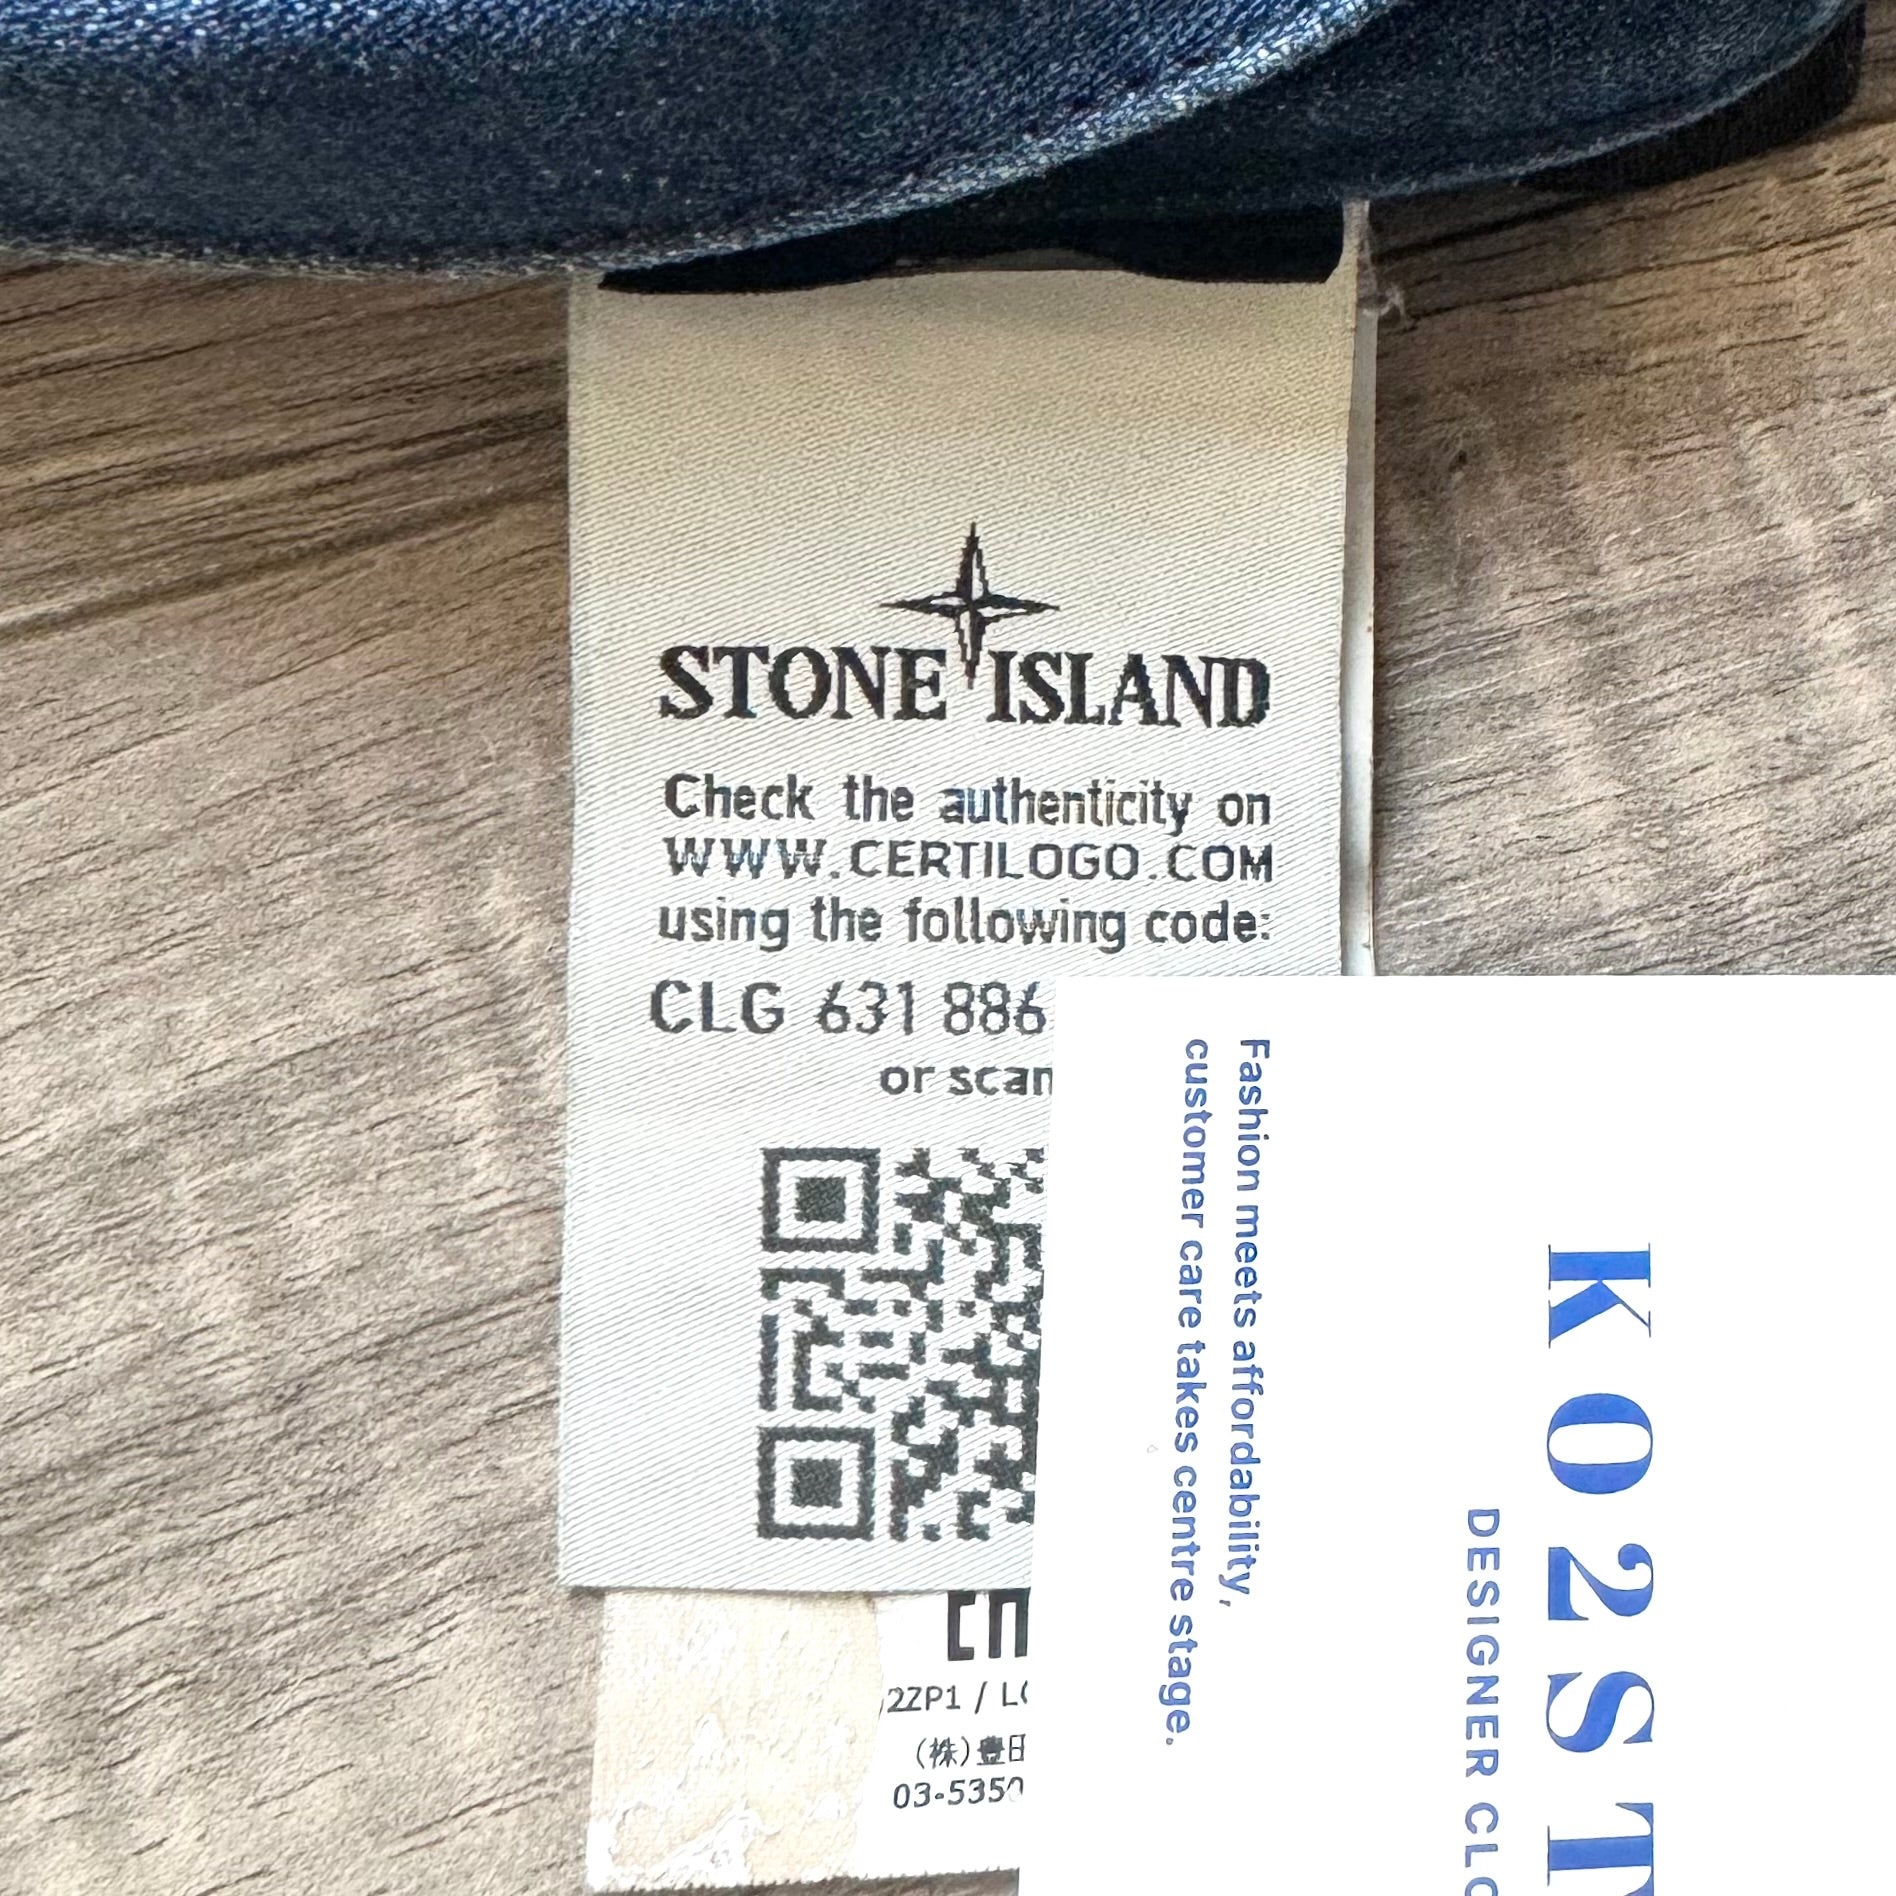 STONE ISLAND
Check the authenticity on
WWW.CERTILOGO.COM
using the following code:
CLG 631 886
or scan
2ZP1 / L
(株)豊日
03-5350
Fashion meets affordability,
customer care takes centre stage.
KO2ST
DESIGNER CLO